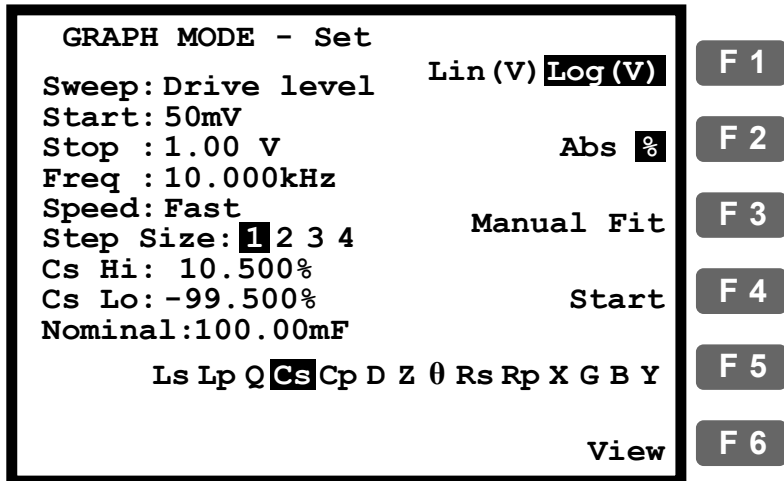 GRAPH MODE - Set
Lin(V) Log(V) F 1
Sweep: Drive level
Start: 50mV
Stop : 1.00 V
Abs % F 2
Freq : 10.000kHz
Speed: Fast
Manual Fit F 3
Step Size: 1 2 3 4
Cs Hi: 10.500%
Cs Lo: -99.500%
Start F 4
Nominal:100.00mF
Ls Lp Q Cs Cp D Z θ Rs Rp X G B Y F 5
View F 6